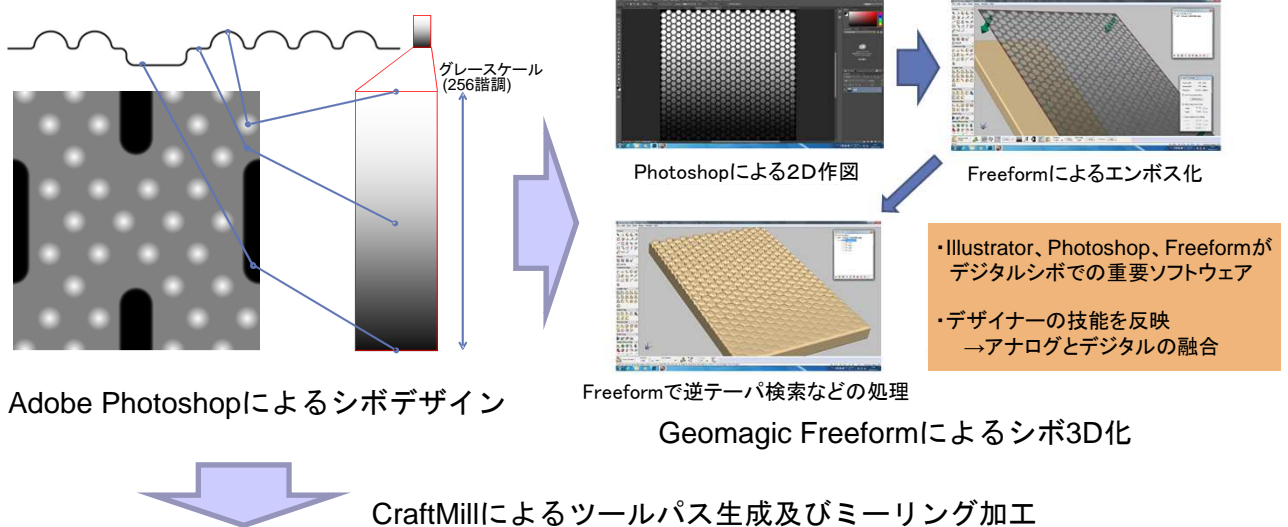 グレースケール
(256諧調)
Photoshopによる2D作図
Freeformによるエンボス化
・Illustrator、Photoshop、Freeformが
デジタルシボでの重要ソフトウェア
・デザイナーの技能を反映
→アナログとデジタルの融合
Freeformで逆テーパ検索などの処理
Adobe Photoshopによるシボデザイン
Geomagic Freeformによるシボ3D化
CraftMillによるツールパス生成及びミーリング加工